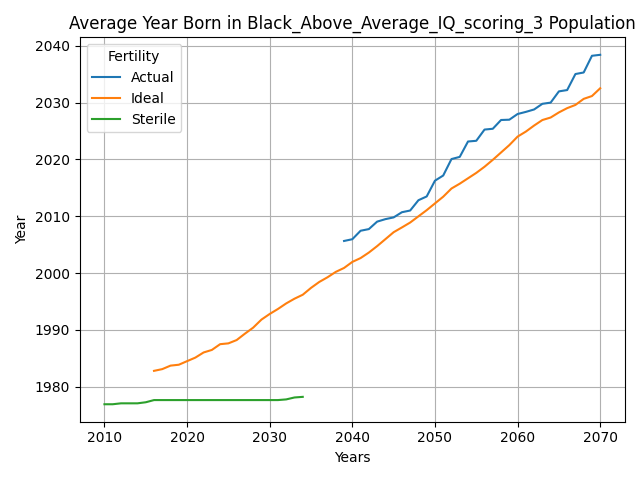 Average Year Born in Black_Above_Average_IQ_scoring_3 Population
Fertility
Actual
Ideal
Sterile
Year
2040
2030
2020
2010
2000
1990
1980
2010 2020 2030 2040 2050 2060 2070
Years